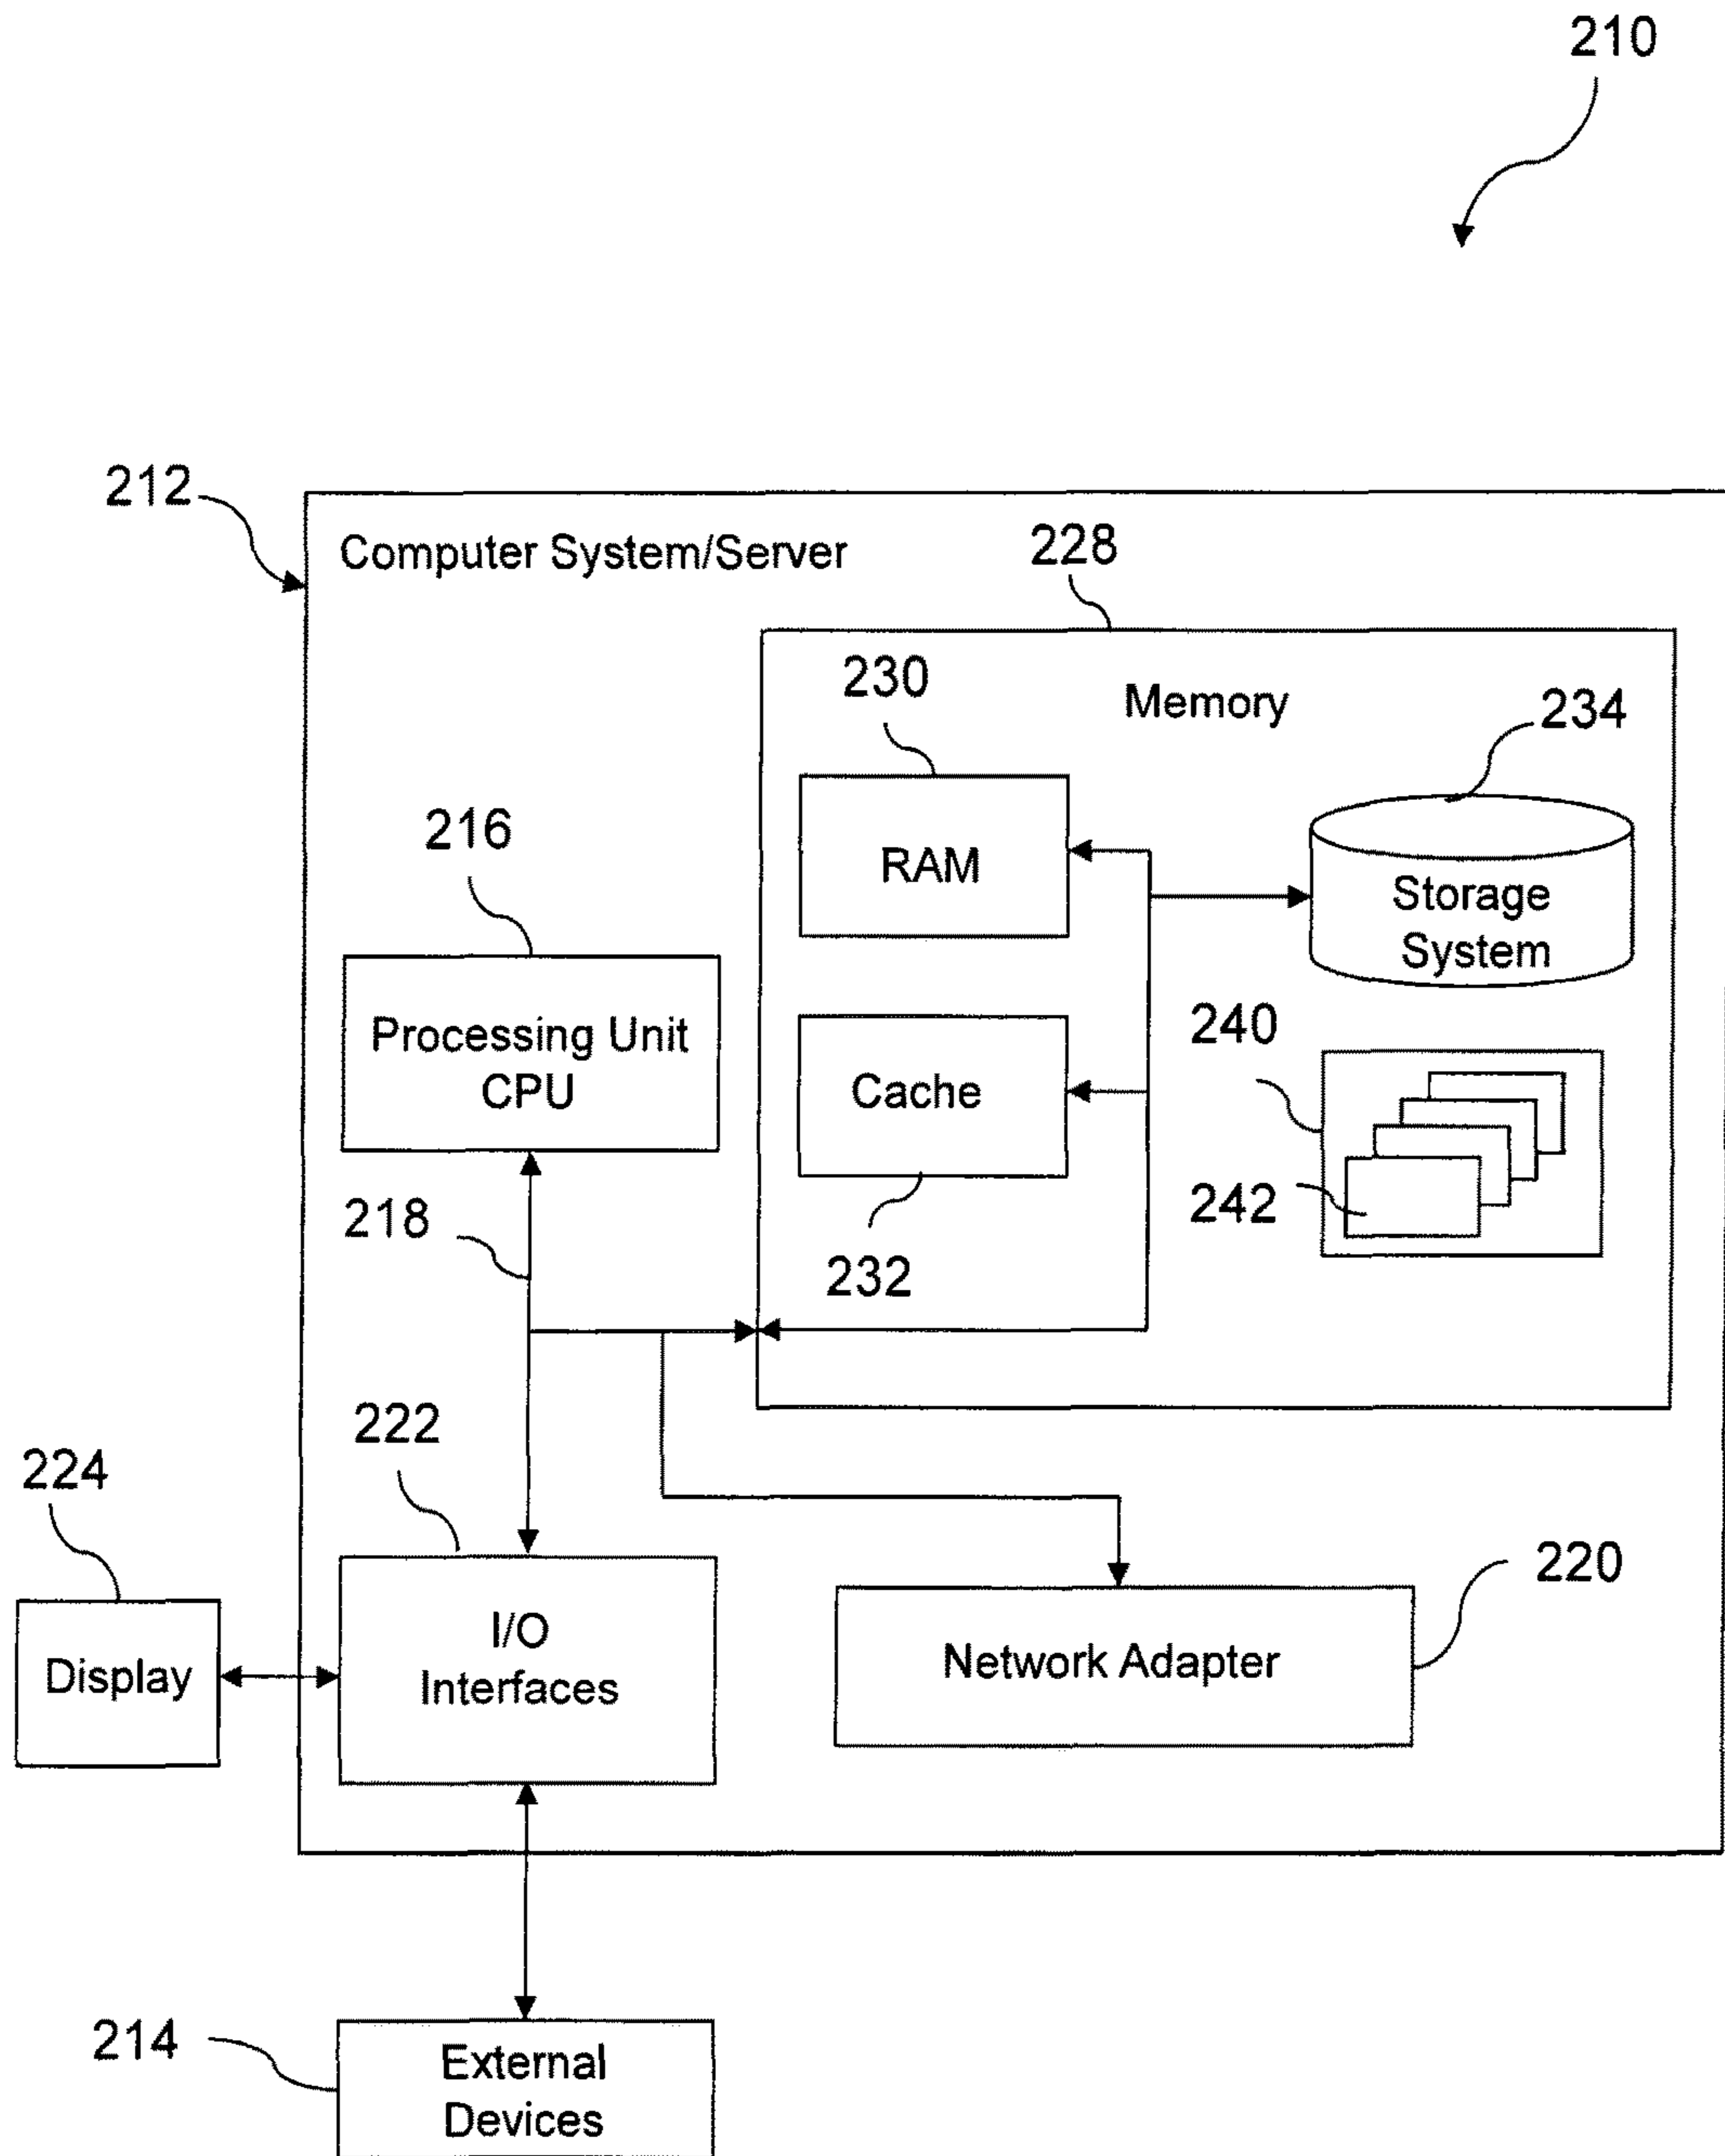 210
212
Computer System/Server
228
230
Memory
234
216
RAM
Storage
System
Processing Unit
CPU
240
Cache
218
242
232
222
224
220
I/O
Interfaces
Display
Network Adapter
214
External
Devices